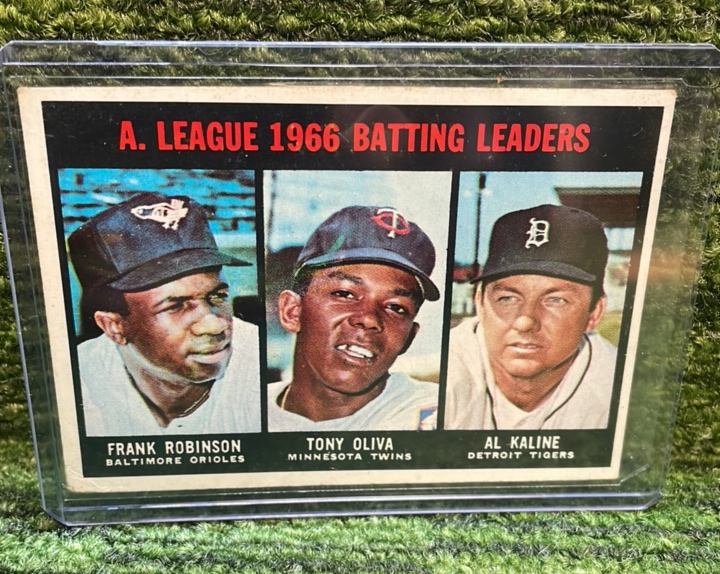 A. LEAGUE 1966 BATTING LEADERS
D
FRANK ROBINSON
BALTIMORE ORIOLES
TONY OLIVA
MINNESOTA TWINS
AL KALINE
DETROIT TIGERS